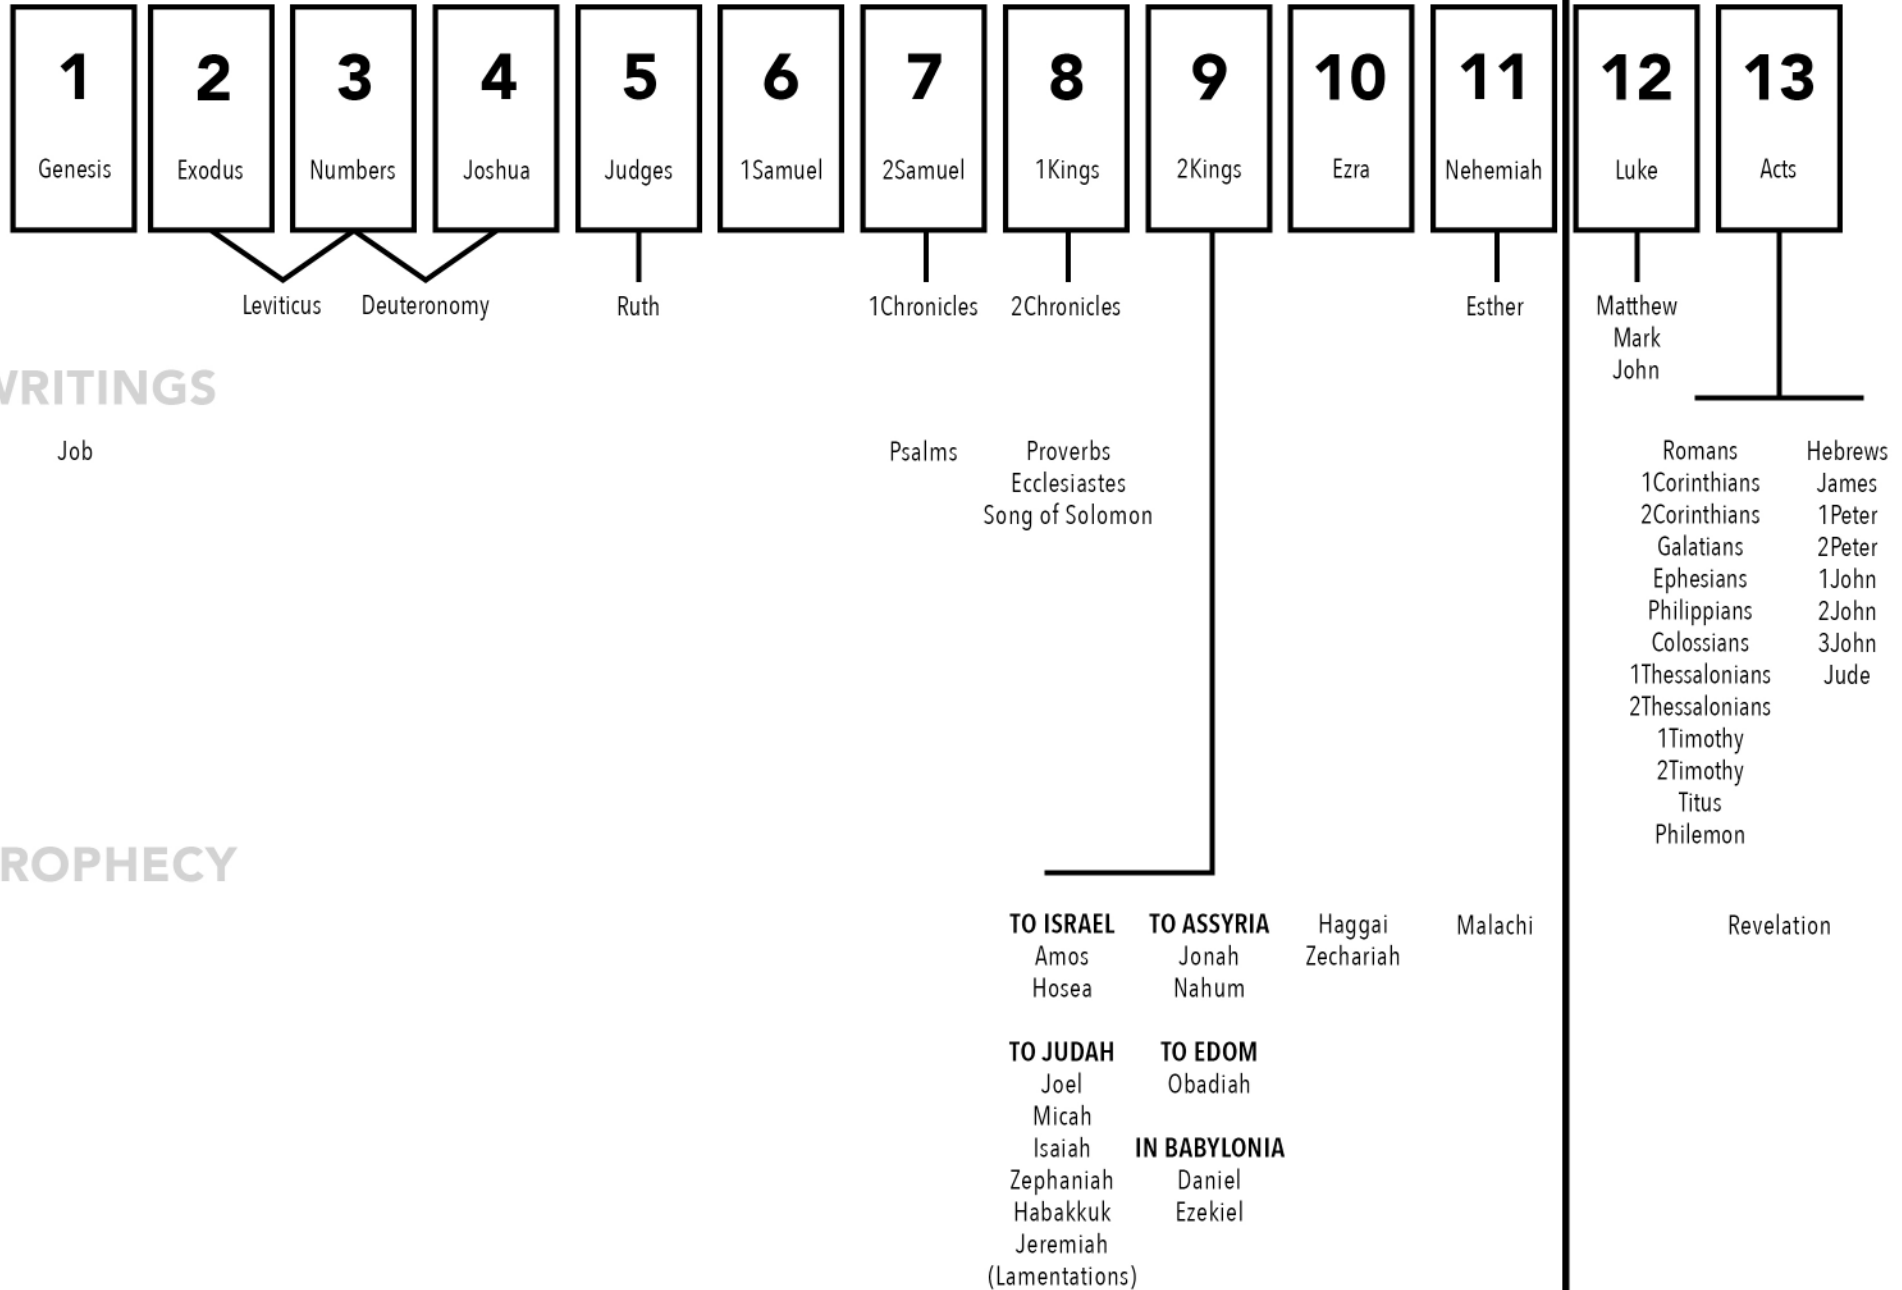 1 2 3 4 5 6 7 8 9 10 11 12 13
Genesis Exodus Numbers Joshua Judges 1Samuel 2Samuel 1Kings 2Kings Ezra Nehemiah Luke Acts
Leviticus Deuteronomy Ruth 1Chronicles 2Chronicles Esther Matthew
Mark
John
WRITINGS
Job Psalms Proverbs Romans Hebrews
Ecclesiastes 1Corinthians James
Song of Solomon 2Corinthians 1Peter
Galatians 2Peter
Ephesians 1John
Philippians 2John
Colossians 3John
1Thessalonians Jude
2Thessalonians
1Timothy
2Timothy
Titus
Philemon
ROPHECY
TO ISRAEL TO ASSYRIA Haggai Malachi Revelation
Amos Jonah Zechariah
Hosea Nahum
TO JUDAH TO EDOM
Joel Obadiah
Micah
Isaiah IN BABYLONIA
Zephaniah Daniel
Habakkuk Ezekiel
Jeremiah
(Lamentations)